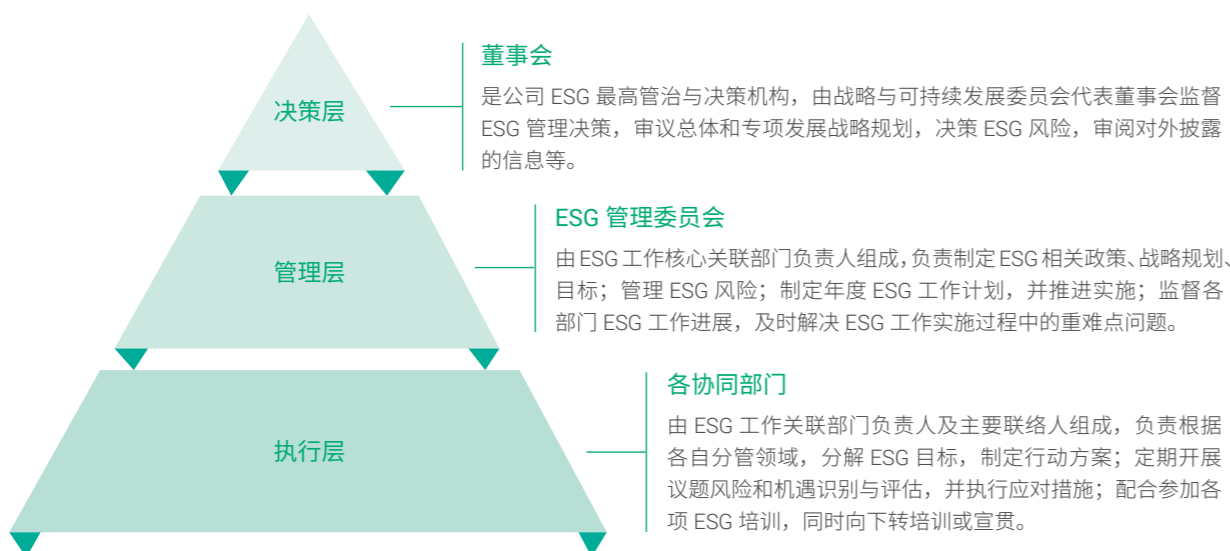 决策层
董事会
是公司 ESG 最高管治与决策机构，由战略与可持续发展委员会代表董事会监督
ESG 管理决策，审议总体和专项发展战略规划，决策 ESG 风险，审阅对外披露
的信息等。
管理层
ESG 管理委员会
由 ESG 工作核心关联部门负责人组成，负责制定 ESG 相关政策、战略规划、
目标；管理 ESG 风险；制定年度 ESG 工作计划，并推进实施；监督各
部门 ESG 工作进展，及时解决 ESG 工作实施过程中的重难点问题。
执行层
各协同部门
由 ESG 工作关联部门负责人及主要联络人组成，负责根据
各自分管领域，分解 ESG 目标，制定行动方案；定期开展
议题风险和机遇识别与评估，并执行应对措施；配合参加各
项 ESG 培训，同时向下转培训或宣贯。